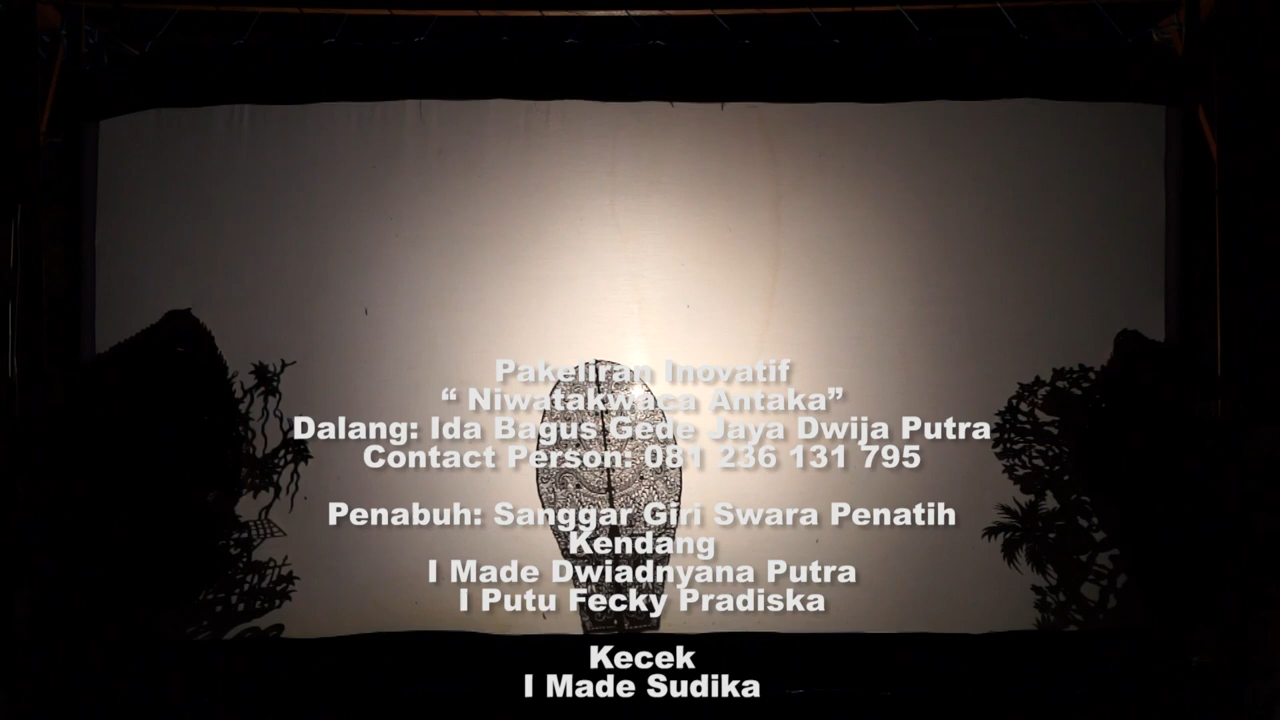 Pakeliran Inovatif
“ Niwatakwaca Antaka”
Dalang: Ida Bagus Gede Jaya Dwija Putra
Contact Person: 081 236 131 795
Penabuh: Sanggar Giri Swara Penatih
Kendang
I Made Dwiadnyana Putra
I Putu Fecky Pradiska
Kecek
I Made Sudika